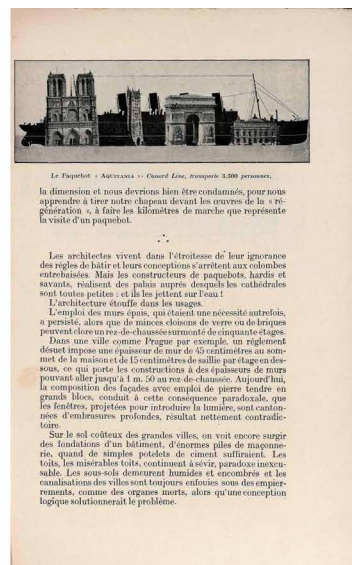 Le Paquebot « AQUITANIA » Cunard Line, transporte 3.500 personnes.
la dimension et nous devrions bien être condamnés, pour nous
apprendre à tirer notre chapeau devant les œuvres de la « ré-
génération », à faire les kilomètres de marche que représente
la visite d'un paquebot.
Les architectes vivent dans l'étroitesse de leur ignorance
des règles de bâtir et leurs conceptions s'arrêtent aux colombes
entrebaisées. Mais les constructeurs de paquebots, hardis et
savants, réalisent des palais auprès desquels les cathédrales
sont toutes petites : et ils les jettent sur l'eau !
L'architecture étouffe dans les usages.
L'emploi des murs épais, qui étaient une nécessité autrefois,
a persisté, alors que de minces cloisons de verre ou de briques
peuvent clore un rez-de-chaussée surmonté de cinquante étages.
Dans une ville comme Prague par exemple, un règlement
désuet impose une épaisseur de mur de 45 centimètres au som-
met de la maison et de 15 centimètres de saillie par étage en des-
sous, ce qui porte les constructions à des épaisseurs de murs
pouvant aller jusqu'à 1 m. 50 au rez-de-chaussée. Aujourd'hui,
la composition des façades avec emploi de pierre tendre en
grands blocs, conduit à cette conséquence paradoxale, que
les fenêtres, projetées pour introduire la lumière, sont canton-
nées d'embrasures profondes, résultat nettement contradic-
toire.
Sur le sol coûteux des grandes villes, on voit encore surgir
des fondations d'un bâtiment, d'énormes piles de maçonne-
rie, quand de simples potelets de ciment suffiraient. Les
toits, les misérables toits, continuent à sévir, paradoxe inexcu-
sable. Les sous-sols demeurent humides et encombrés et les
canalisations des villes sont toujours enfouies sous des empier-
rements, comme des organes morts, alors qu'une conception
logique solutionnerait le problème.